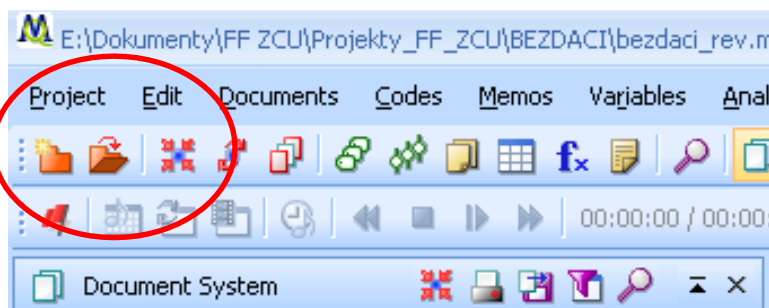 E:\Dokumenty\FF ZCU\Projekty_FF_ZCU\BEZDACI\bezdaci_rev.m
Project Edit Documents Codes Memos Variables Anal
fx
00:00:00 / 00:00:
Document System